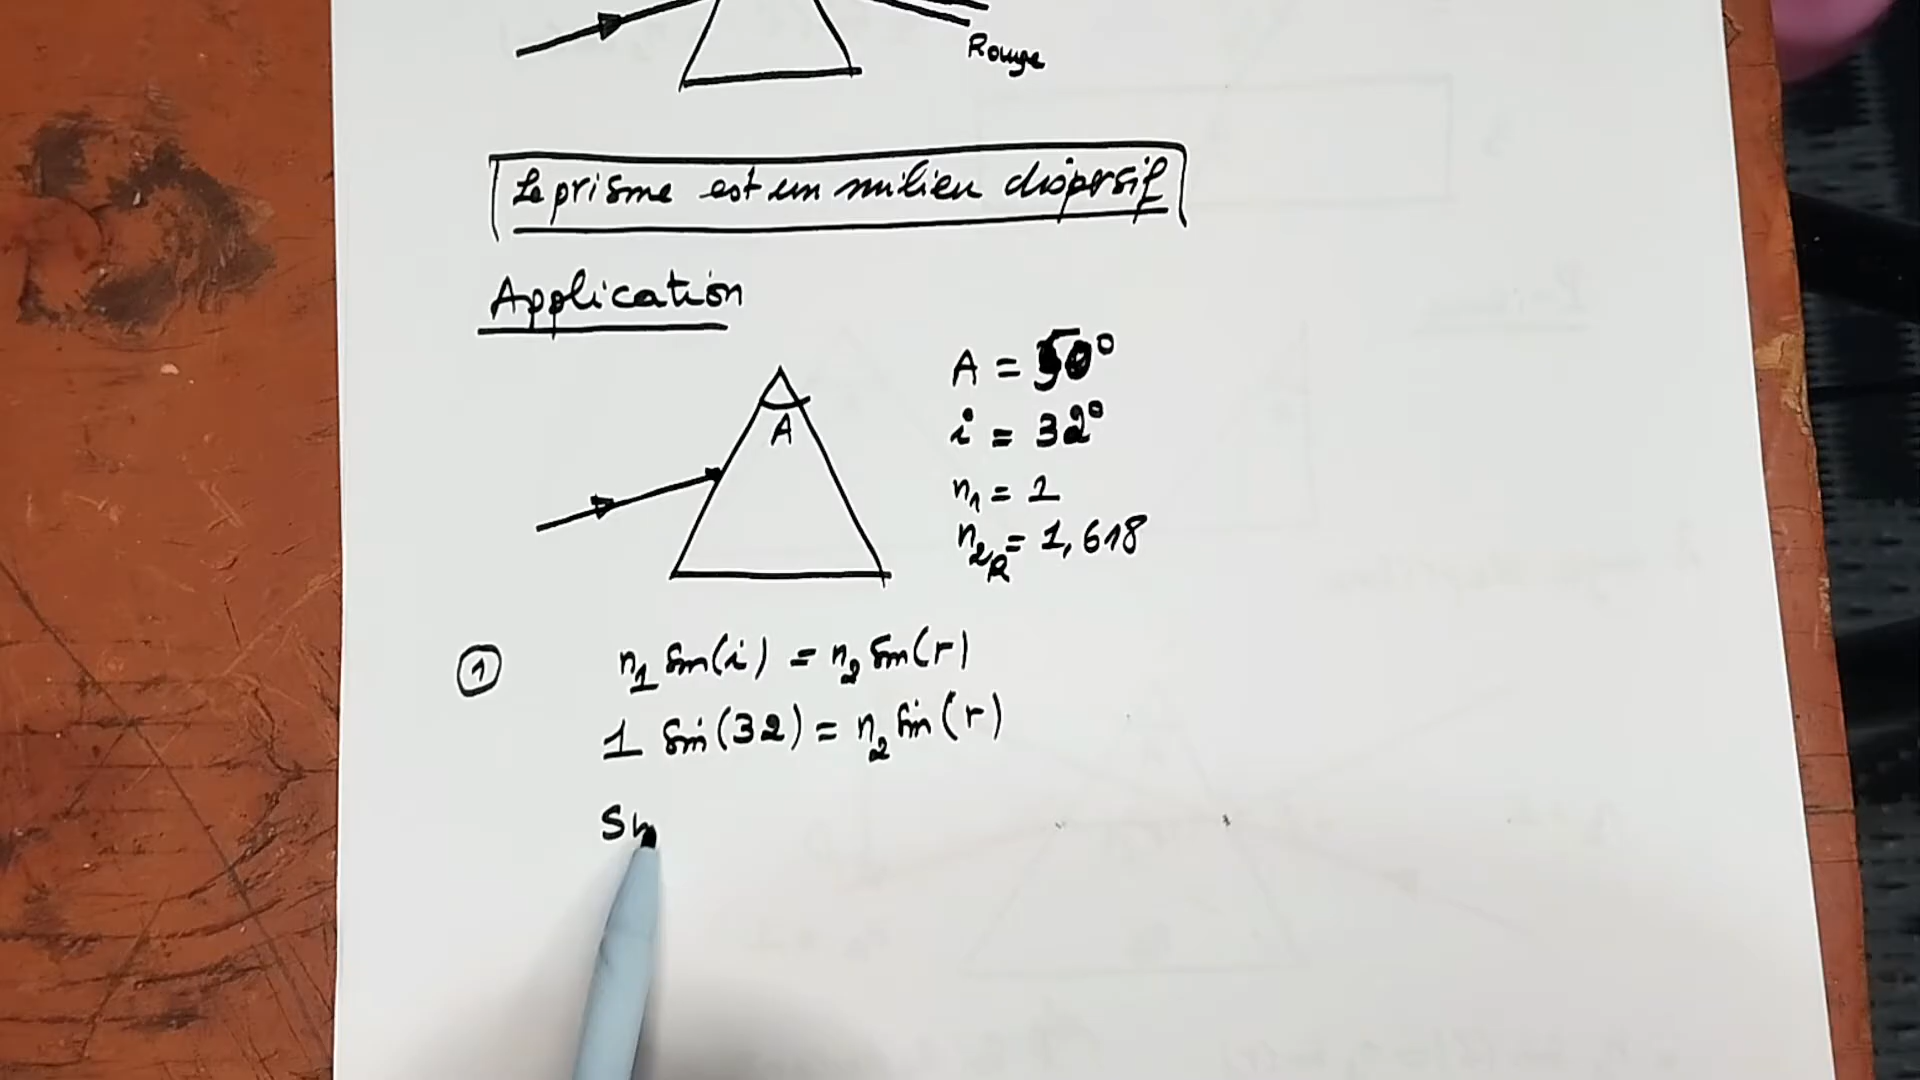 Rouge
Le prisme est un milieu dispersif
Application
A = 50°
i = 32°
A
n₁ = 1
n₂R = 1,618
① n₁ sin(i) = n₂ sin(r)
1 sin(32) = n₂ sin(r)